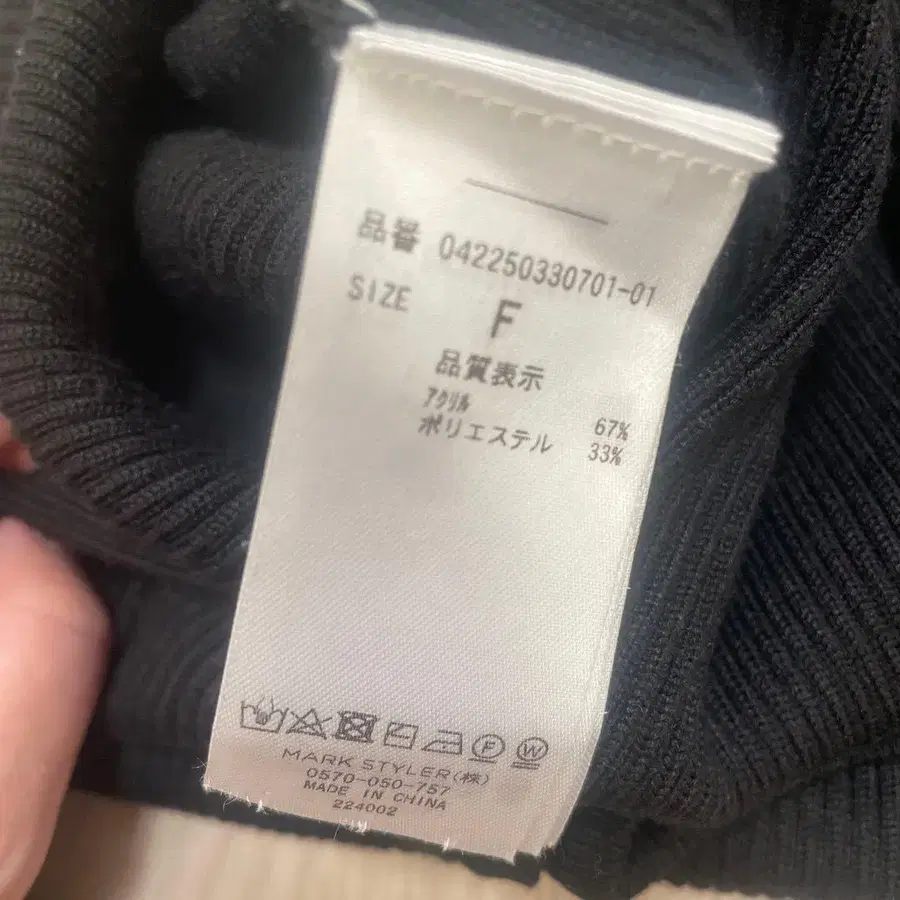 品番 042250330701-01
SIZE F
品質表示
アクリル 67%
ポリエステル 33%
F W
MARK STYLER(株)
0570-050-757
MADE IN CHINA
224002